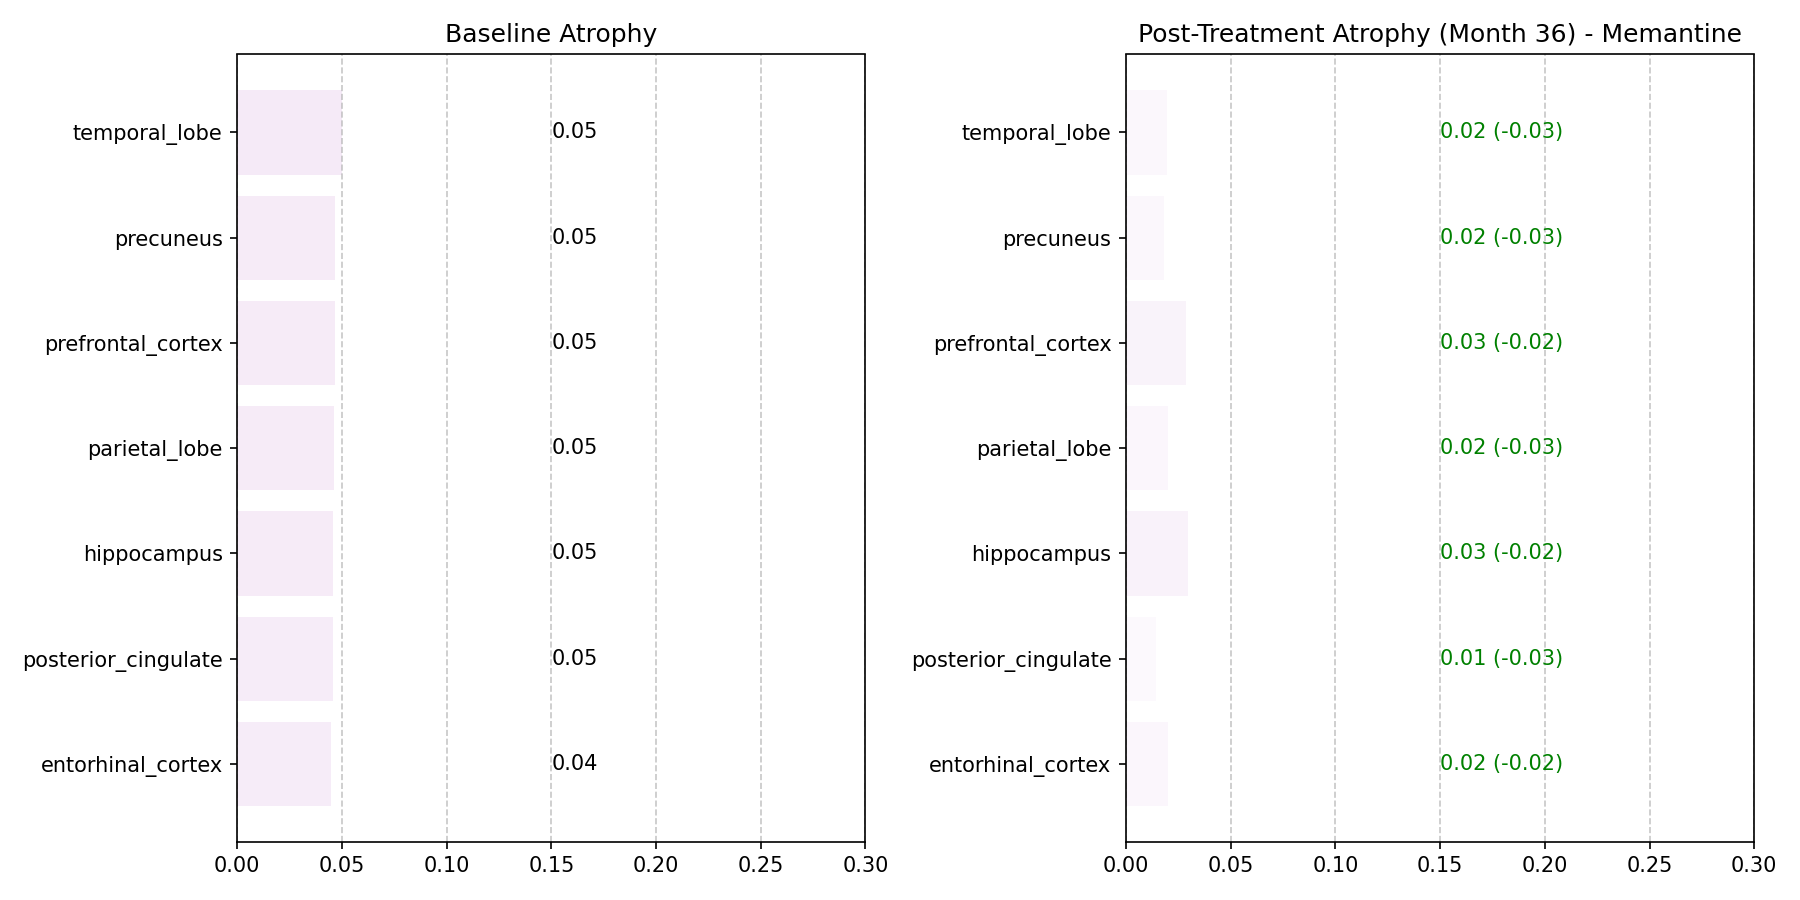 Baseline Atrophy
temporal_lobe 0.05
precuneus 0.05
prefrontal_cortex 0.05
parietal_lobe 0.05
hippocampus 0.05
posterior_cingulate 0.05
entorhinal_cortex 0.04
0.00 0.05 0.10 0.15 0.20 0.25 0.30
Post-Treatment Atrophy (Month 36) - Memantine
temporal_lobe 0.02 (-0.03)
precuneus 0.02 (-0.03)
prefrontal_cortex 0.03 (-0.02)
parietal_lobe 0.02 (-0.03)
hippocampus 0.03 (-0.02)
posterior_cingulate 0.01 (-0.03)
entorhinal_cortex 0.02 (-0.02)
0.00 0.05 0.10 0.15 0.20 0.25 0.30